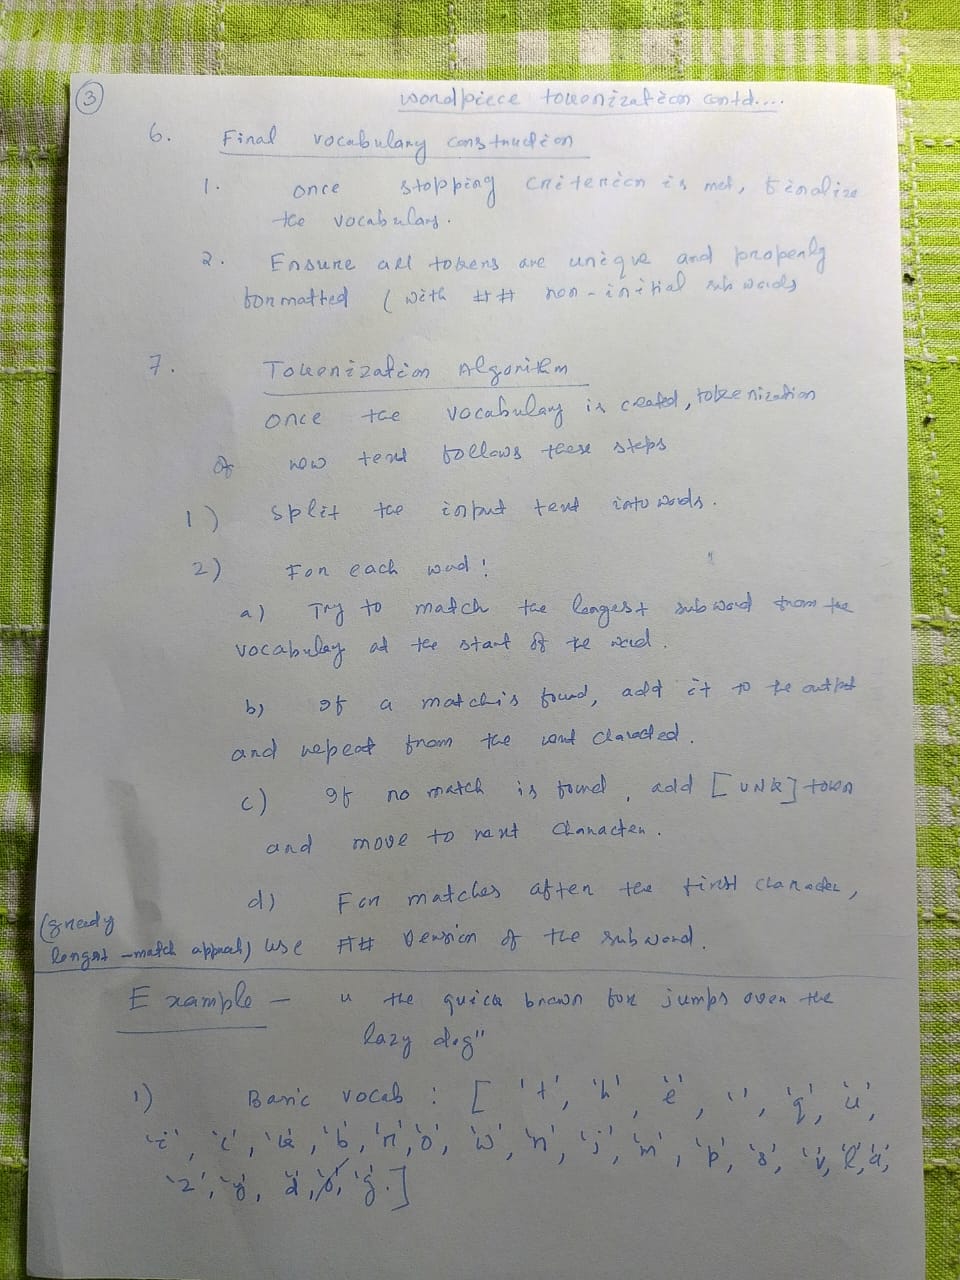 3
wordpiece tokenization contd....
6. Final vocabulary construction
1. once stopping criterion is met, finalize
the vocabulary.
2. Ensure all tokens are unique and properly
formatted (with ## non-initial sub words
7. Tokenization Algorithm
once the vocabulary is created, tokenization
of new text follows these steps
1) split the input text into words.
2) For each word:
a) Try to match the longest subword from the
vocabulary at the start of the word.
b) If a match is found, add it to the output
and repeat from the
c) If no match is found, add [UNK] token
and move to next character.
d) For matches after the first character,
(greedy
longest-match approach) use ## version of the subword.
Example - "the quick brown fox jumps over the
lazy dog"
1) Basic vocab : ['t', 'h', 'e', ' ', 'q', 'u',
'i', 'c', 'k', 'b', 'r', 'o', 'w', 'n', 'j', 'm', 'p', 's', 'v', 'l', 'a',
'z', 'y', 'd', 'g'.]